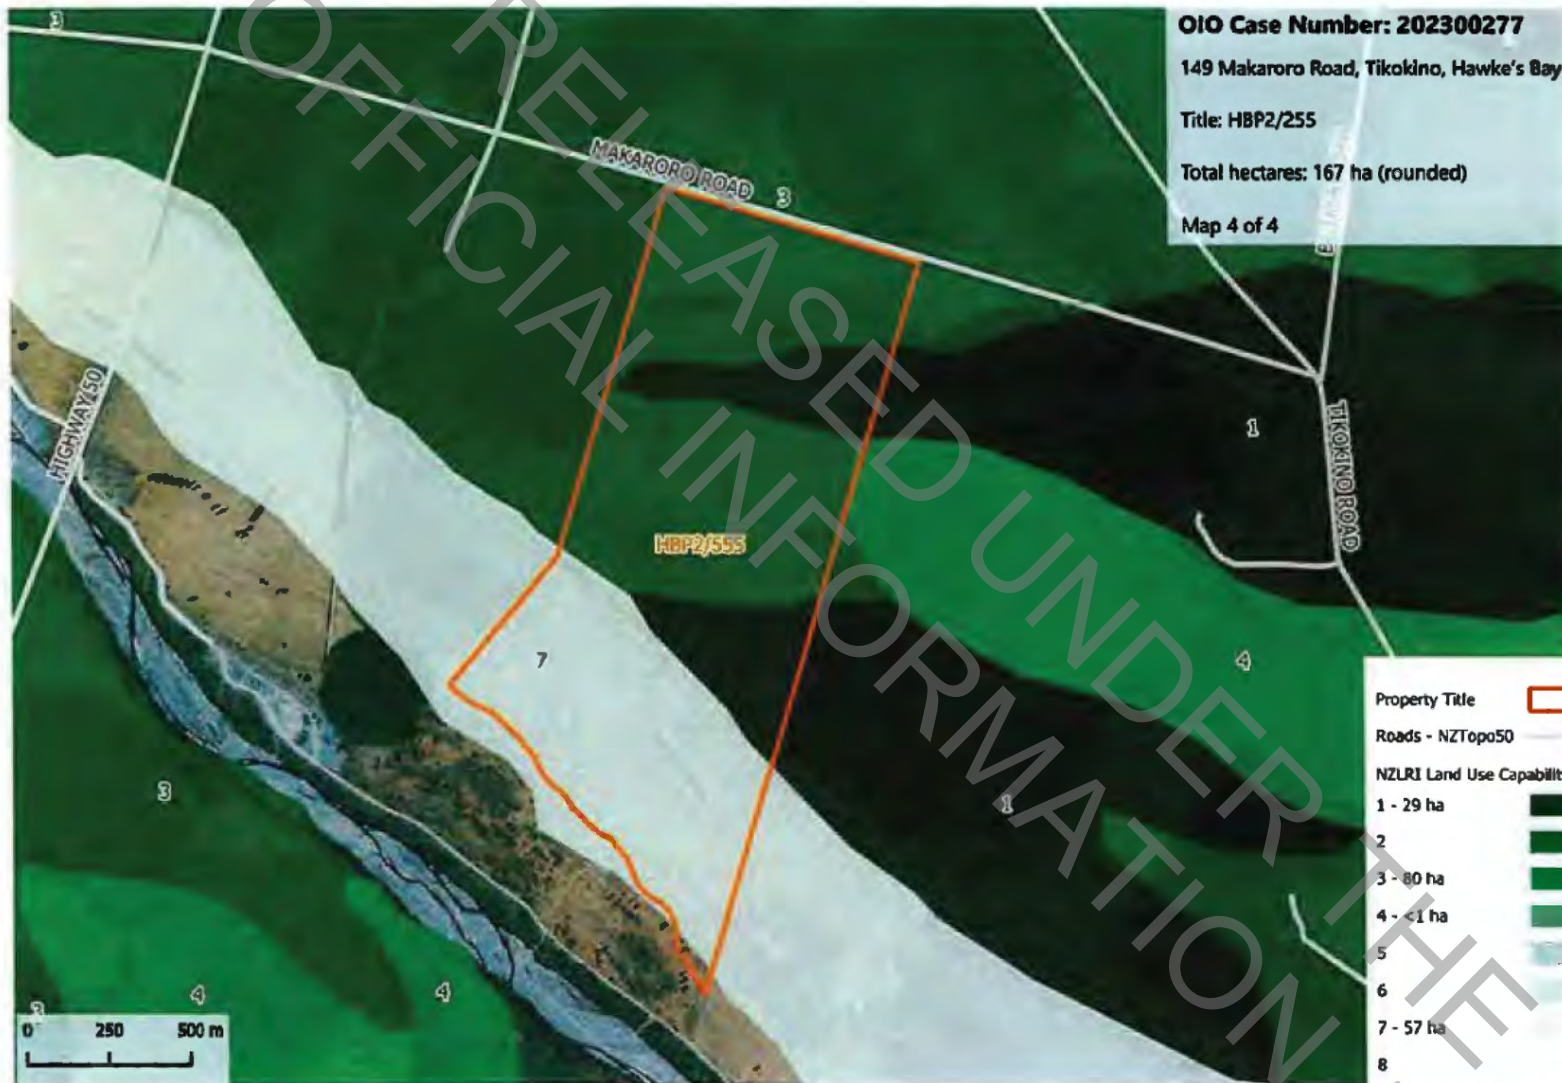 OIO Case Number: 202300277
149 Makaroro Road, Tikokino, Hawke's Bay
Title: HBP2/255
Total hectares: 167 ha (rounded)
Map 4 of 4
RELEASED UNDER THE
OFFICIAL INFORMATION
3
MAKARORO ROAD
3
HIGHWAY 50
1
TIKOKINO ROAD
HBP2/555
7
4
3
1
4
4
3
0 250 500 m
Property Title
Roads - NZTopo50
NZLRI Land Use Capabilit
1 - 29 ha
2
3 - 80 ha
4 - <1 ha
5
6
7 - 57 ha
8